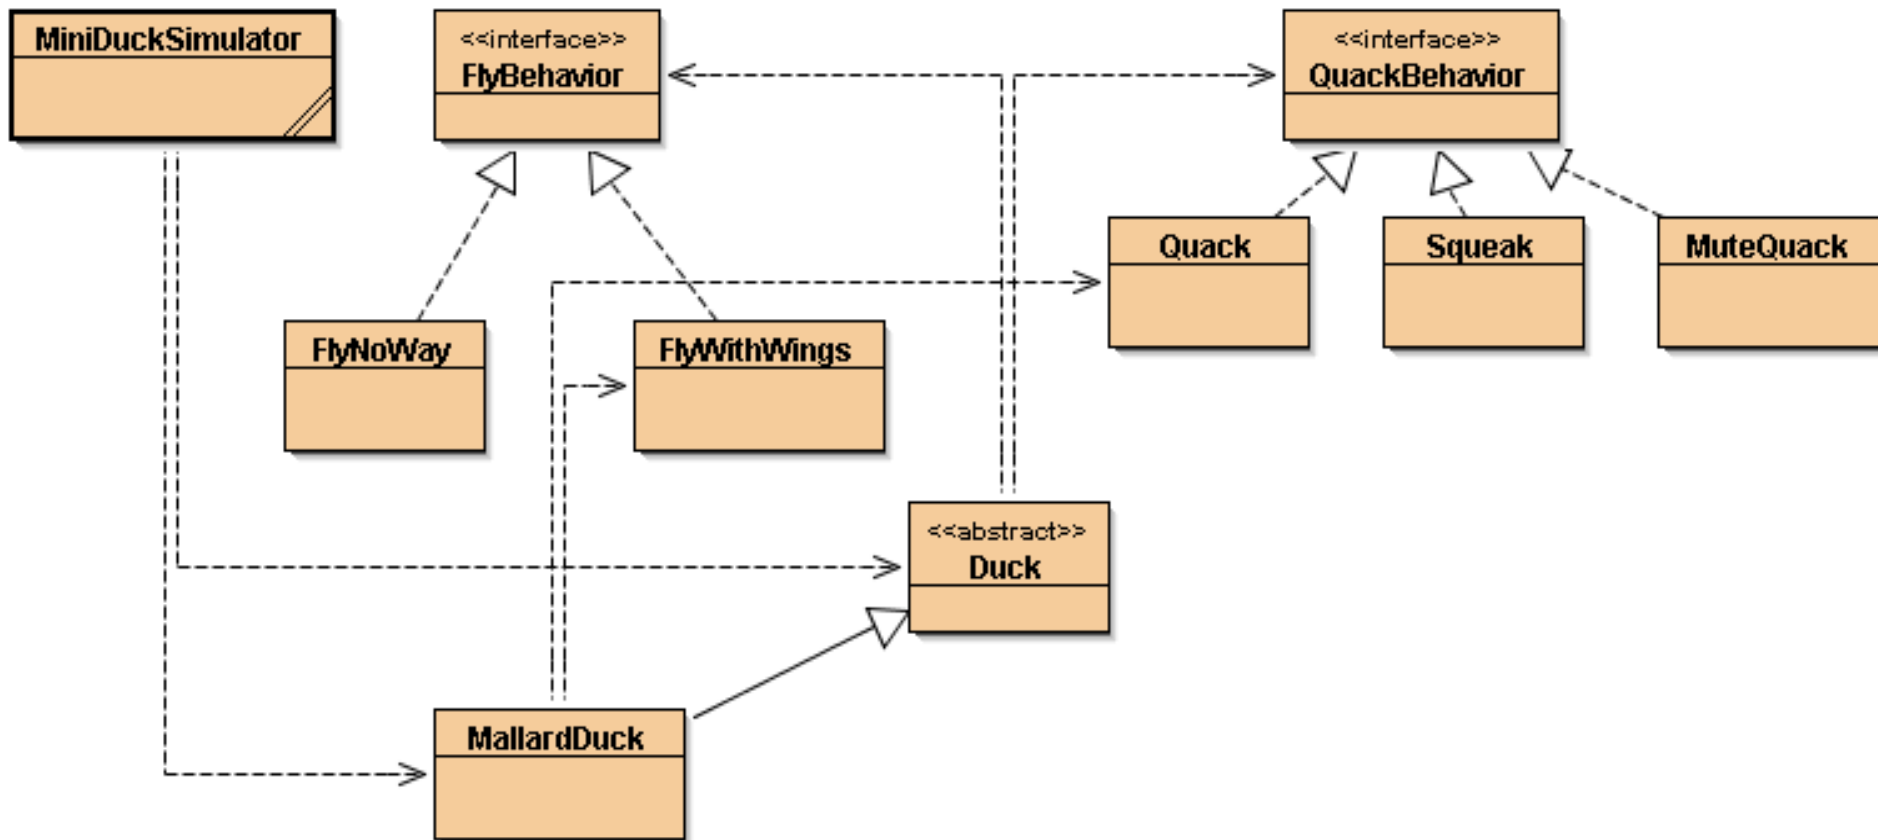 MiniDuckSimulator
<<interface>>
FlyBehavior
<<interface>>
QuackBehavior
Quack
Squeak
MuteQuack
FlyNoWay
FlyWithWings
<<abstract>>
Duck
MallardDuck